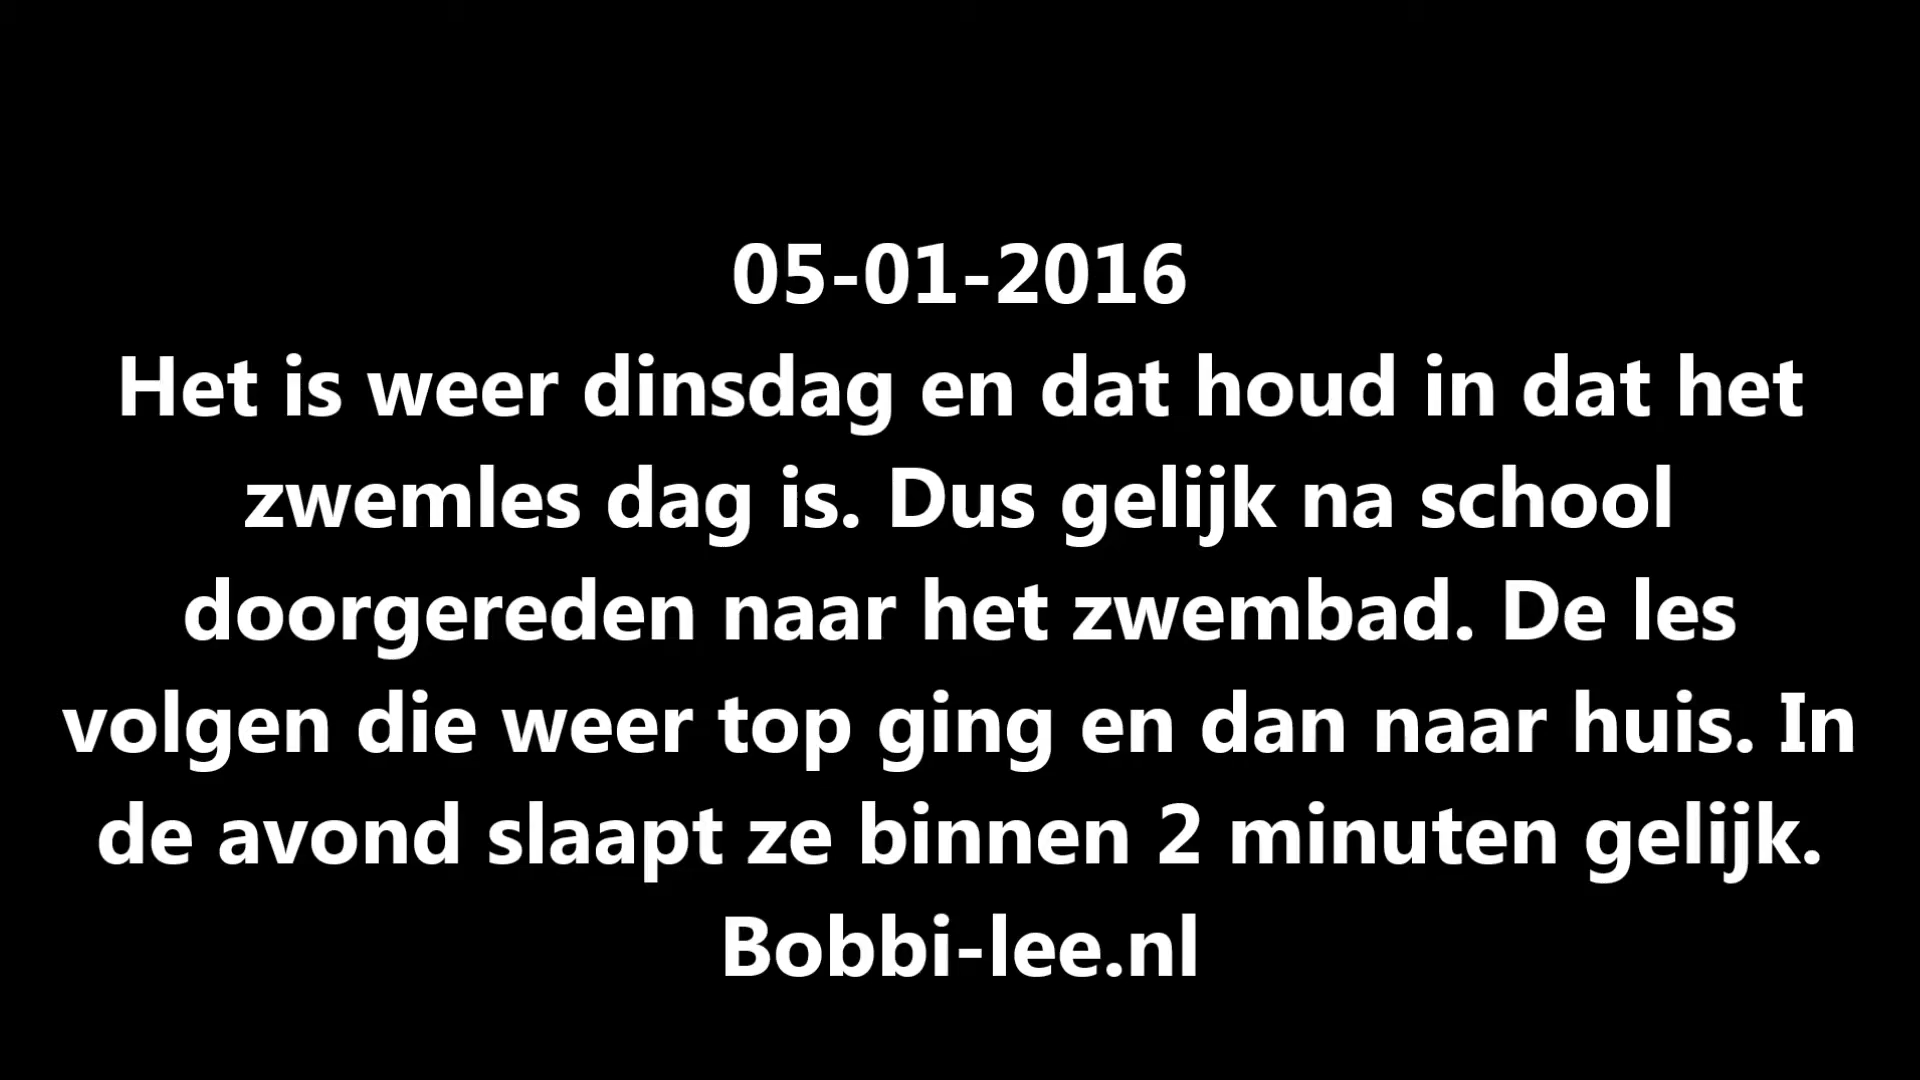 05-01-2016
Het is weer dinsdag en dat houd in dat het
zwemles dag is. Dus gelijk na school
doorgereden naar het zwembad. De les
volgen die weer top ging en dan naar huis. In
de avond slaapt ze binnen 2 minuten gelijk.
Bobbi-lee.nl